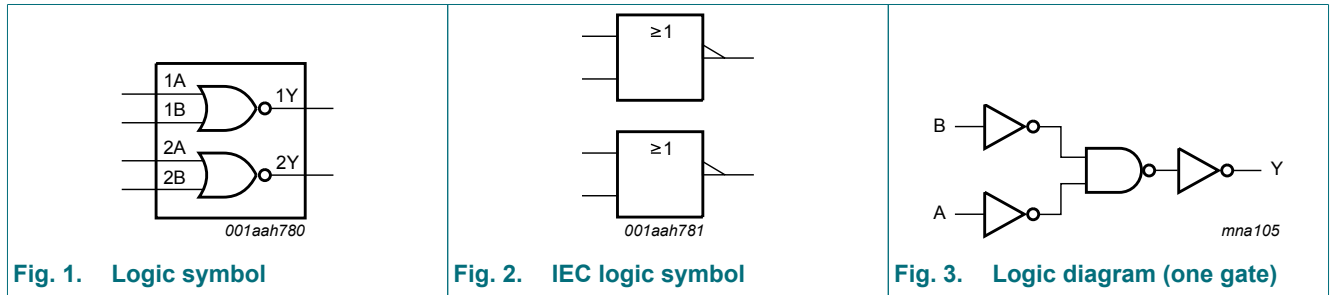 1A
1B
1Y
2A
2B
2Y
001aah780
Fig. 1. Logic symbol
≥1
≥1
001aah781
Fig. 2. IEC logic symbol
B
A
Y
mna105
Fig. 3. Logic diagram (one gate)